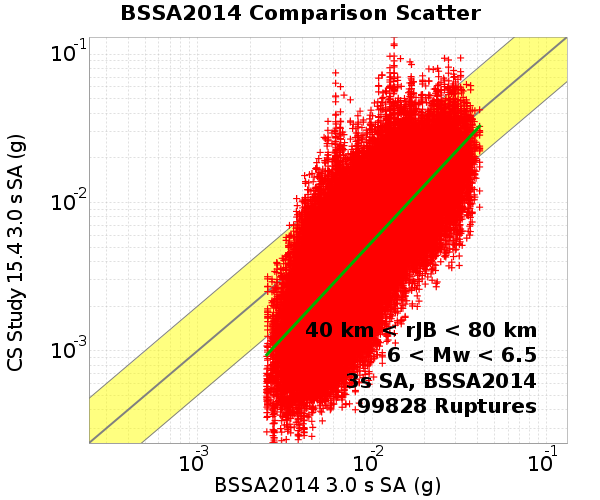 BSSA2014 Comparison Scatter
CS Study 15.4 3.0 s SA (g)
10-1
10-2
10-3
40 km < rJB < 80 km
6 < Mw < 6.5
3s SA, BSSA2014
99828 Ruptures
10-3 10-2 10-1
BSSA2014 3.0 s SA (g)